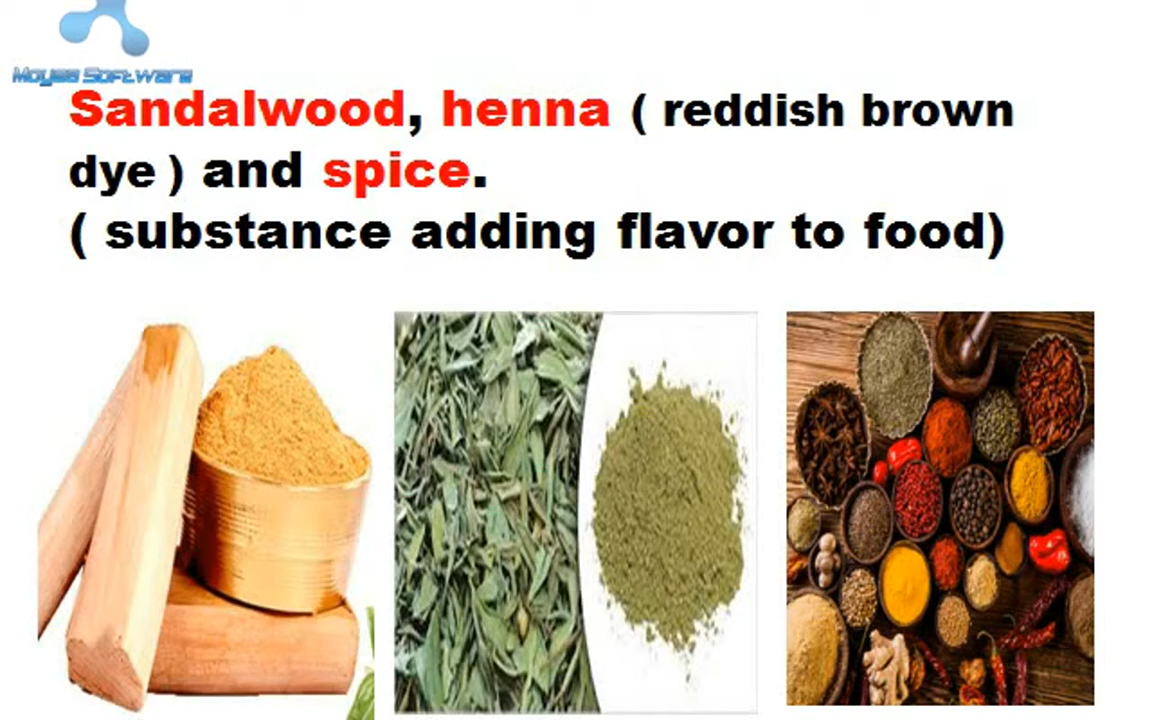 Moyea Software
Sandalwood, henna ( reddish brown
dye ) and spice.
( substance adding flavor to food)